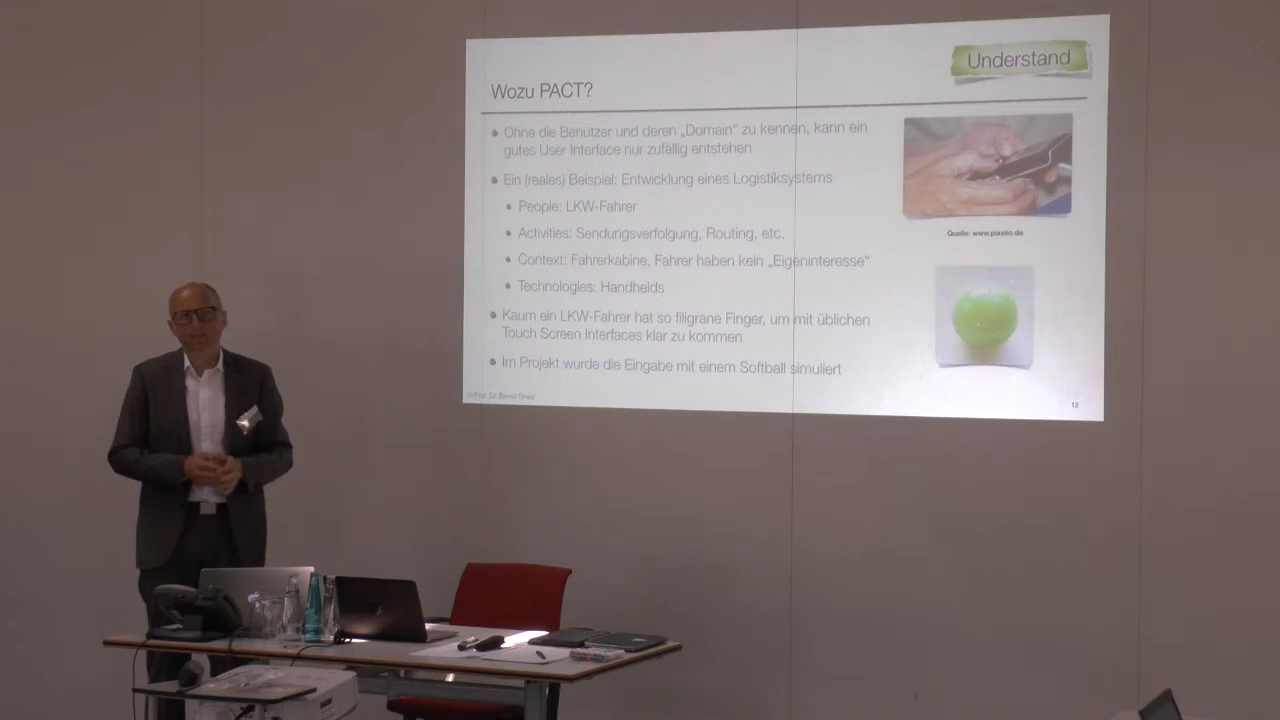 Understand
Wozu PACT?
Ohne die Benutzer und deren „Domain“ zu kennen, kann ein
gutes User Interface nur zufällig entstehen
Ein (reales) Beispiel: Entwicklung eines Logistiksystems
People: LKW-Fahrer
Activities: Sendungsverfolgung, Routing, etc.
Context: Fahrerkabine, Fahrer haben kein „Eigeninteresse“
Technologies: Handhelds
Kaum ein LKW-Fahrer hat so filigrane Finger, um mit üblichen
Touch Screen Interfaces klar zu kommen
Im Projekt wurde die Eingabe mit einem Softball simuliert
Quelle: www.pixelio.de
© Prof. Dr. Bernd
12